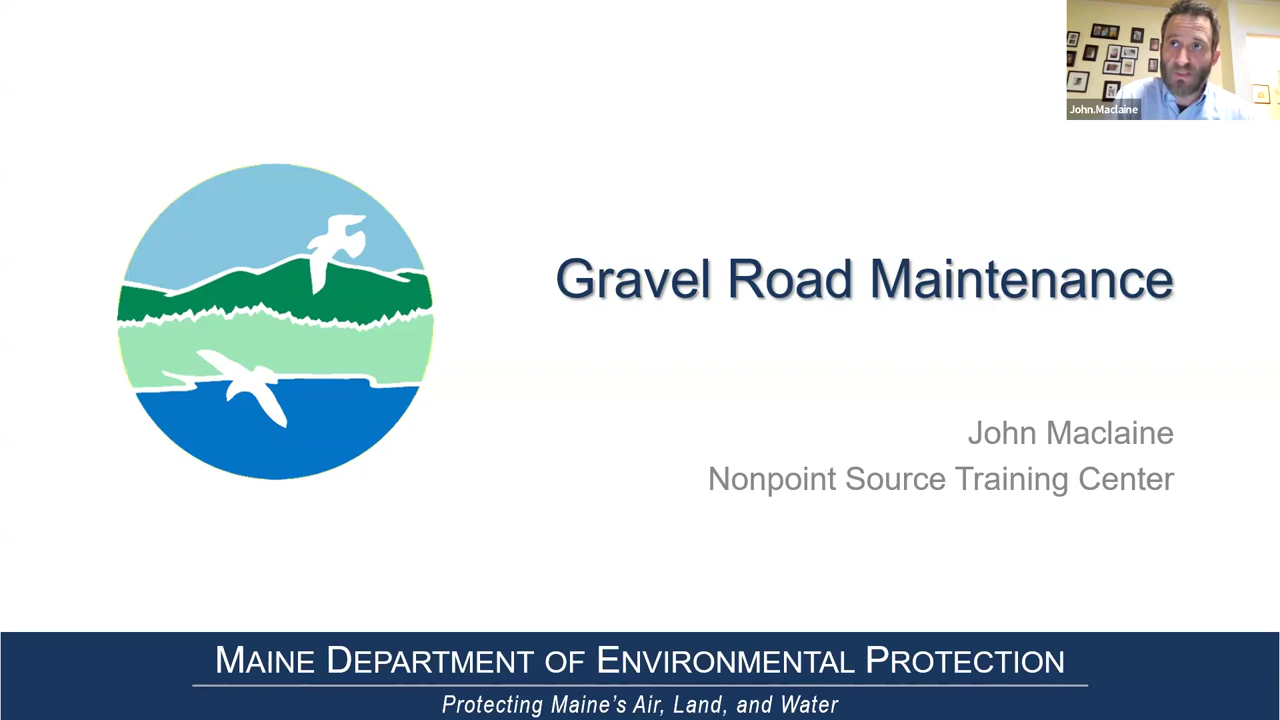 John.Maclaine
Gravel Road Maintenance
John Maclaine
Nonpoint Source Training Center
MAINE DEPARTMENT OF ENVIRONMENTAL PROTECTION
Protecting Maine's Air, Land, and Water